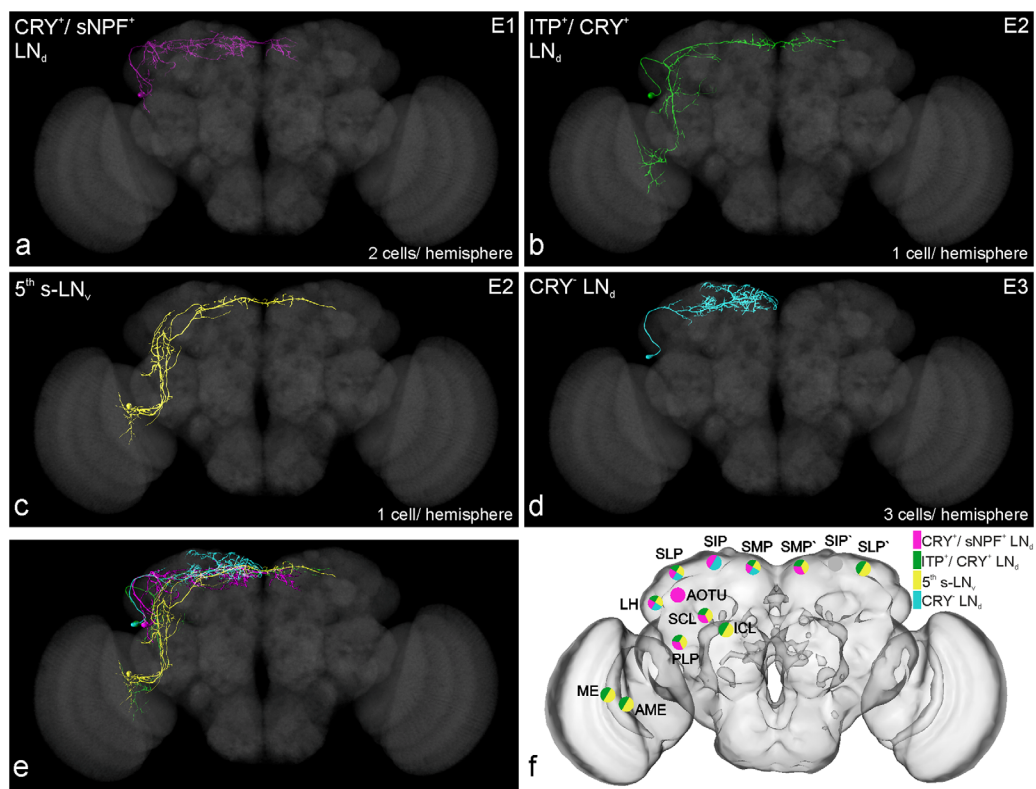 CRY⁺/ sNPF⁺
LNd
E1
a
2 cells/ hemisphere
ITP⁺/ CRY⁺
LNd
E2
b
1 cell/ hemisphere
5th s-LNv
E2
c
1 cell/ hemisphere
CRY⁻ LNd
E3
d
3 cells/ hemisphere
e
SLP
SIP
SMP
SMP`
SIP`
SLP`
CRY⁺/ sNPF⁺ LNd
ITP⁺/ CRY⁺ LNd
5th s-LNv
CRY⁻ LNd
LH
AOTU
SCL
ICL
PLP
ME
AME
f